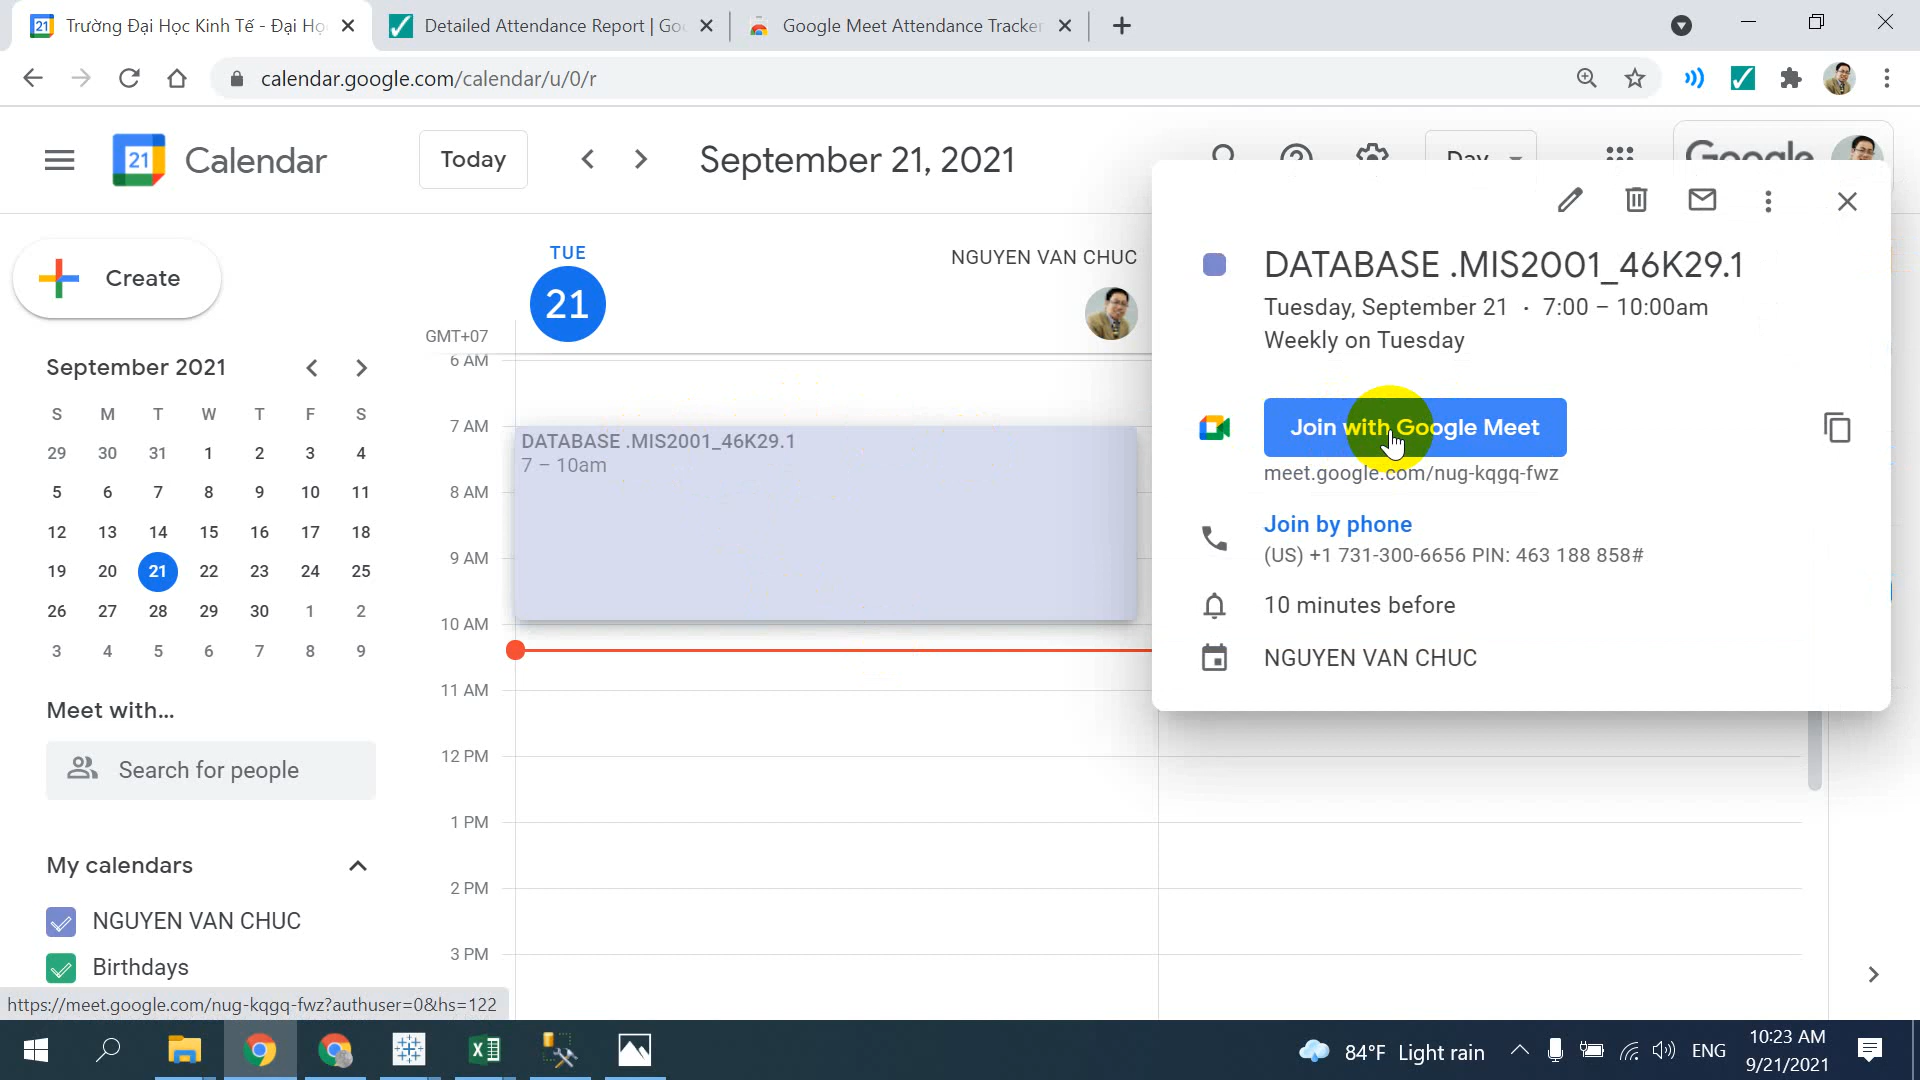 Trường Đại Học Kinh Tế - Đại Họ
Detailed Attendance Report | Goo
Google Meet Attendance Tracker
calendar.google.com/calendar/u/0/r
21
Calendar
Today
September 21, 2021
Day
Google
Create
TUE
21
NGUYEN VAN CHUC
GMT+07
September 2021
S M T W T F S
29 30 31 1 2 3 4
5 6 7 8 9 10 11
12 13 14 15 16 17 18
19 20 21 22 23 24 25
26 27 28 29 30 1 2
3 4 5 6 7 8 9
Meet with...
Search for people
My calendars
NGUYEN VAN CHUC
Birthdays
6 AM
7 AM
8 AM
9 AM
10 AM
11 AM
12 PM
1 PM
2 PM
3 PM
DATABASE .MIS2001_46K29.1
7 – 10am
DATABASE .MIS2001_46K29.1
Tuesday, September 21 · 7:00 – 10:00am
Weekly on Tuesday
Join with Google Meet
meet.google.com/nug-kqgq-fwz
Join by phone
(US) +1 731-300-6656 PIN: 463 188 858#
10 minutes before
NGUYEN VAN CHUC
https://meet.google.com/nug-kqgq-fwz?authuser=0&hs=122
84°F Light rain
ENG
10:23 AM
9/21/2021